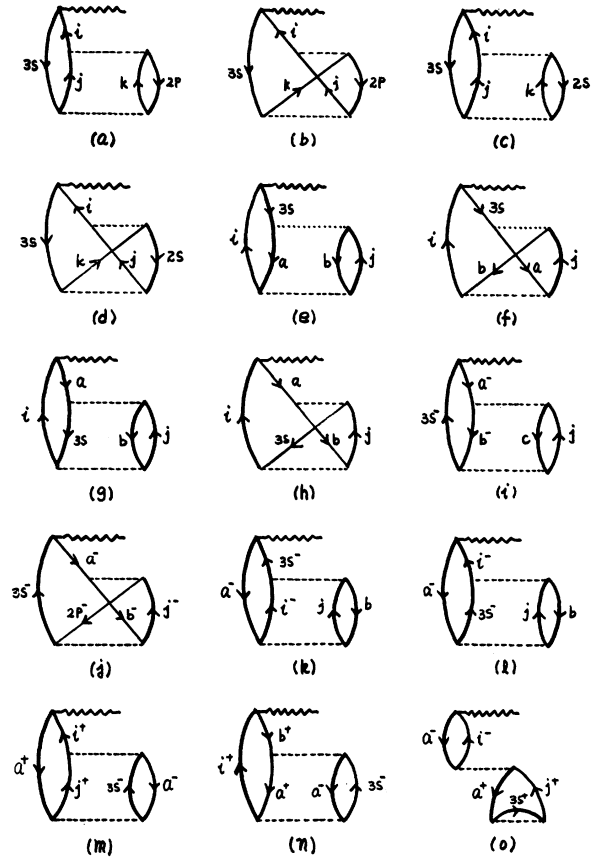 3S i j k 2P
3S i k j 2P
3S i j k 2S
(a) (b) (c)
3S i k j 2S
i 3S a b j
i 3S b a j
(d) (e) (f)
i a 3S b j
i a 3S b j
3S⁻ a⁻ b⁻ c j
(g) (h) (i)
3S⁻ a⁻ 2P⁻ b⁻ j⁻
a⁻ 3S⁻ i⁻ j b
a⁻ i⁻ 3S⁻ j b
(j) (k) (l)
a⁺ i⁺ j⁺ 3S⁻ a⁻
i⁺ b⁺ a⁺ a⁻ 3S⁻
a⁻ i⁻ a⁺ 3S⁺ j⁺
(m) (n) (o)